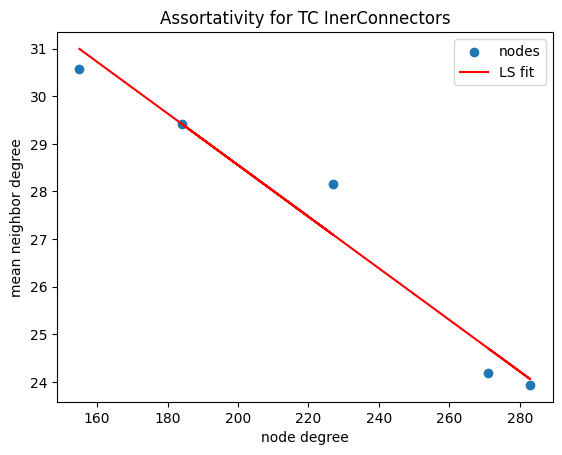 Assortativity for TC InerConnectors
nodes
LS fit
31
30
29
28
27
26
25
24
mean neighbor degree
160 180 200 220 240 260 280
node degree